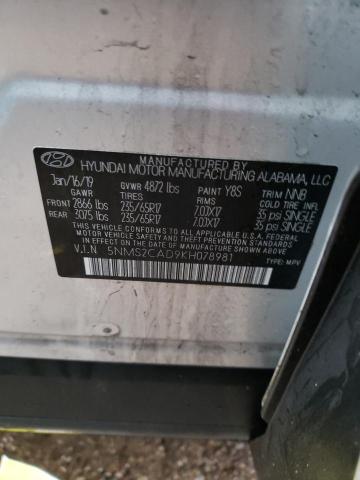 MANUFACTURED BY
HYUNDAI MOTOR MANUFACTURING ALABAMA, LLC
Jan/16/19 GVWR 4872 lbs PAINT Y8S TRIM NNB
GAWR TIRES RIMS COLD TIRE INFL.
FRONT 2866 lbs 235/65R17 7.0JX17 35 psi SINGLE
REAR 3075 lbs 235/65R17 7.0JX17 35 psi SINGLE
THIS VEHICLE CONFORMS TO ALL APPLICABLE FEDERAL
MOTOR VEHICLE SAFETY AND THEFT PREVENTION STANDARDS
IN EFFECT ON THE DATE OF MANUFACTURE SHOWN ABOVE.
V.I.N 5NMS2CAD9KH078981
TYPE: MPV